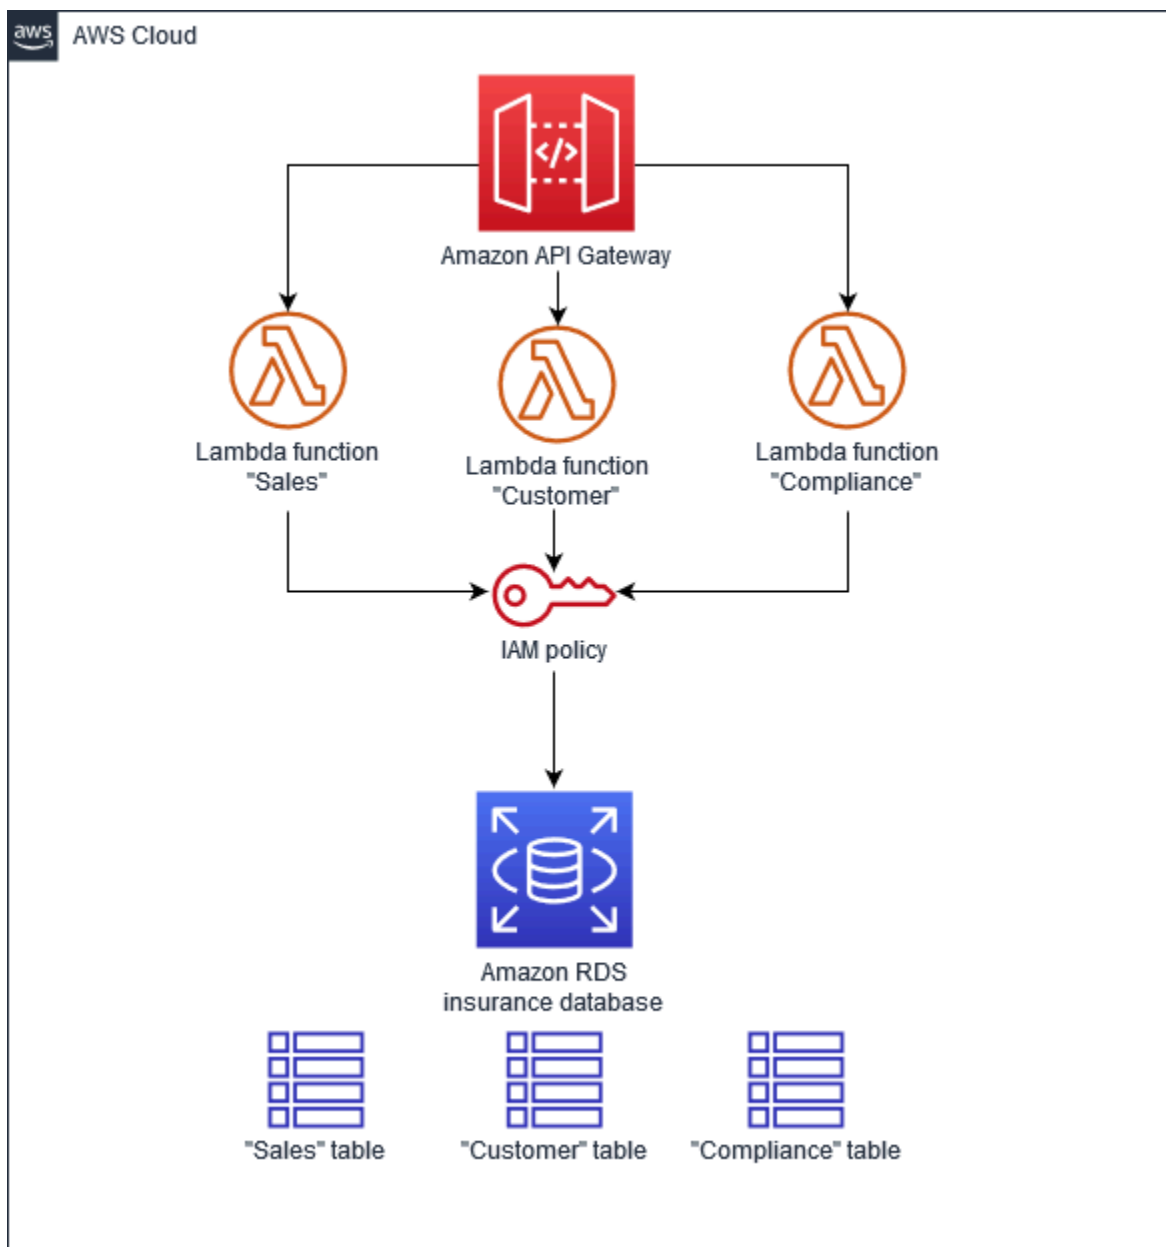 aws
AWS Cloud
</>
Amazon API Gateway
Lambda function
"Sales"
Lambda function
"Customer"
Lambda function
"Compliance"
IAM policy
Amazon RDS
insurance database
"Sales" table
"Customer" table
"Compliance" table